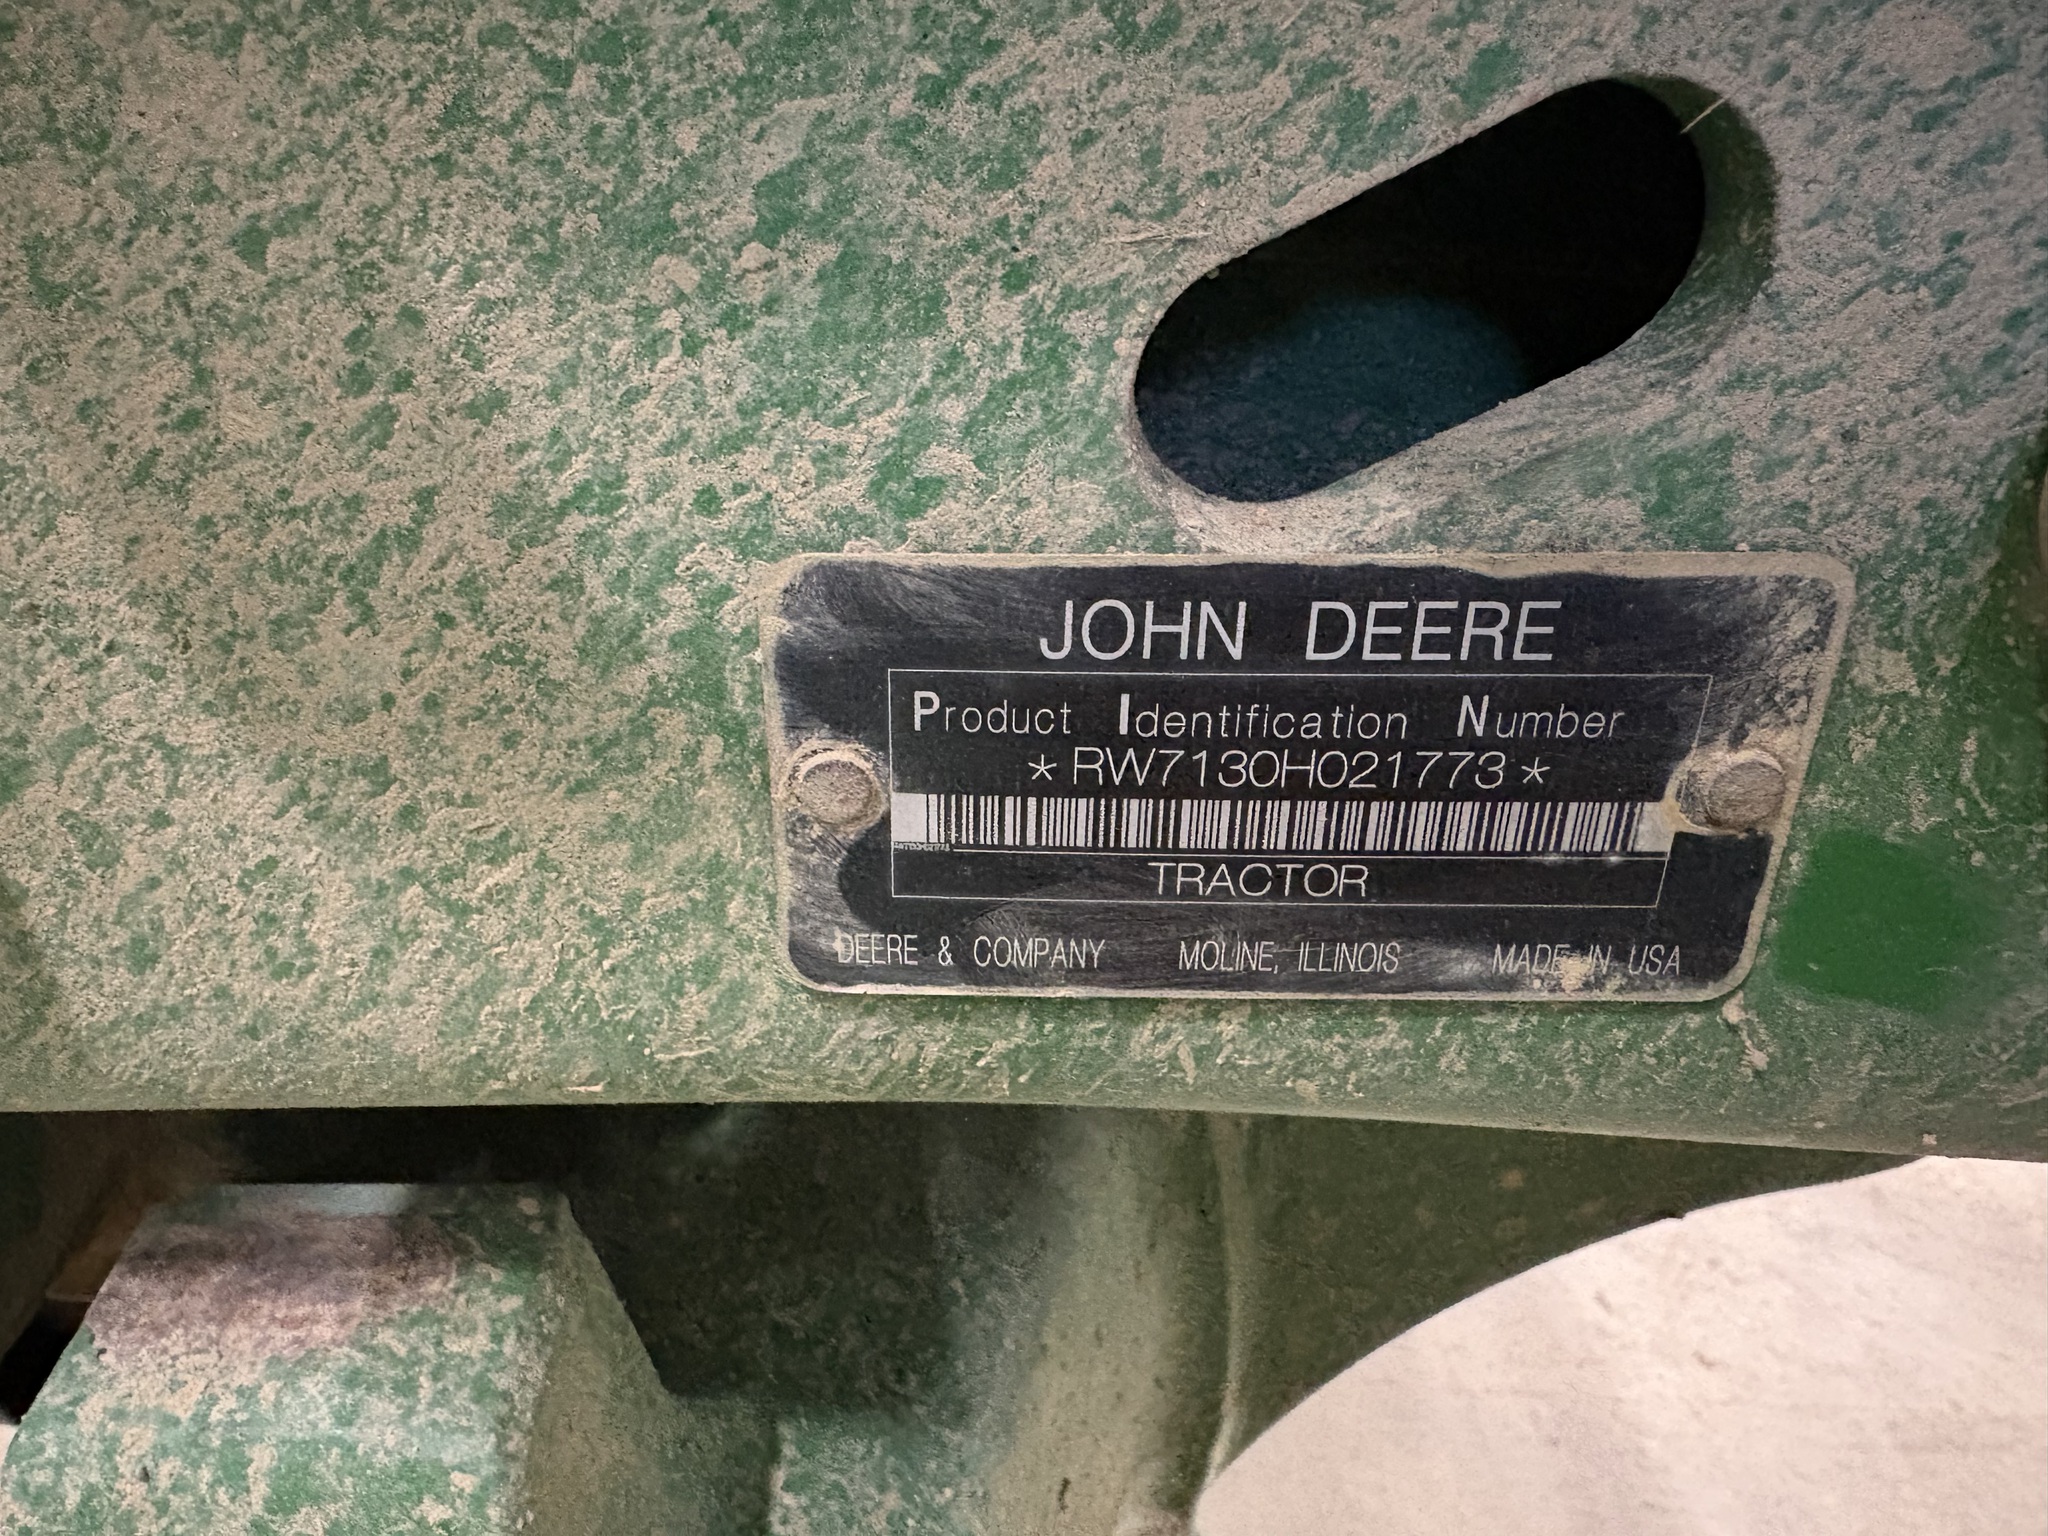 JOHN DEERE
Product Identification Number
*RW7130H021773*
TRACTOR
DEERE & COMPANY MOLINE, ILLINOIS MADE IN USA